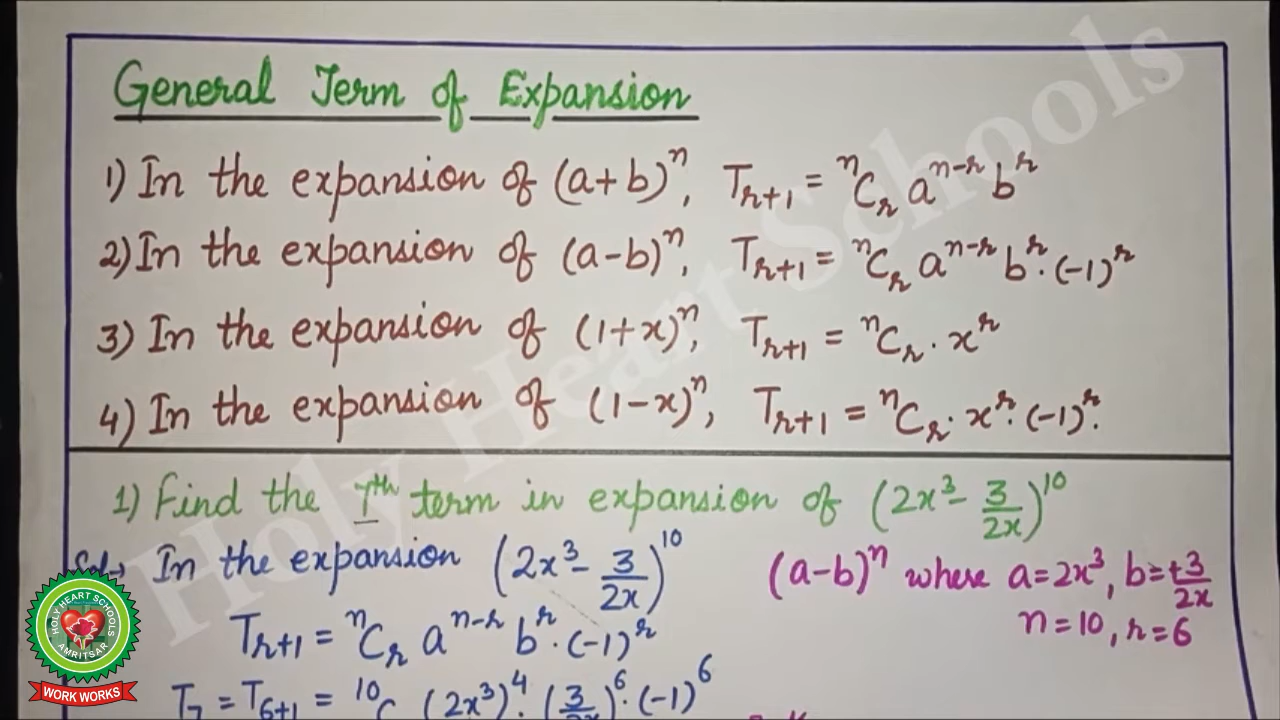 General Term of Expansion
1) In the expansion of (a+b)ⁿ, Tᵣ₊₁ = ⁿCᵣ aⁿ⁻ʳ bʳ
2) In the expansion of (a-b)ⁿ, Tᵣ₊₁ = ⁿCᵣ aⁿ⁻ʳ bʳ·(-1)ʳ
3) In the expansion of (1+x)ⁿ, Tᵣ₊₁ = ⁿCᵣ · xʳ
4) In the expansion of (1-x)ⁿ, Tᵣ₊₁ = ⁿCᵣ · xʳ·(-1)ʳ.
1) Find the 7ᵗʰ term in expansion of (2x³ - 3/2x)¹⁰
Sol→ In the expansion (2x³ - 3/2x)¹⁰
(a-b)ⁿ where a=2x³, b=+3/2x
n=10, r=6
Tᵣ₊₁ = ⁿCᵣ aⁿ⁻ʳ bʳ·(-1)ʳ
T₇ = T₆₊₁ = ¹⁰C (2x³)⁴·(3/2x)⁶·(-1)⁶
Holy Heart Schools
HOLY HEART SCHOOLS
AMRITSAR
WORK WORKS